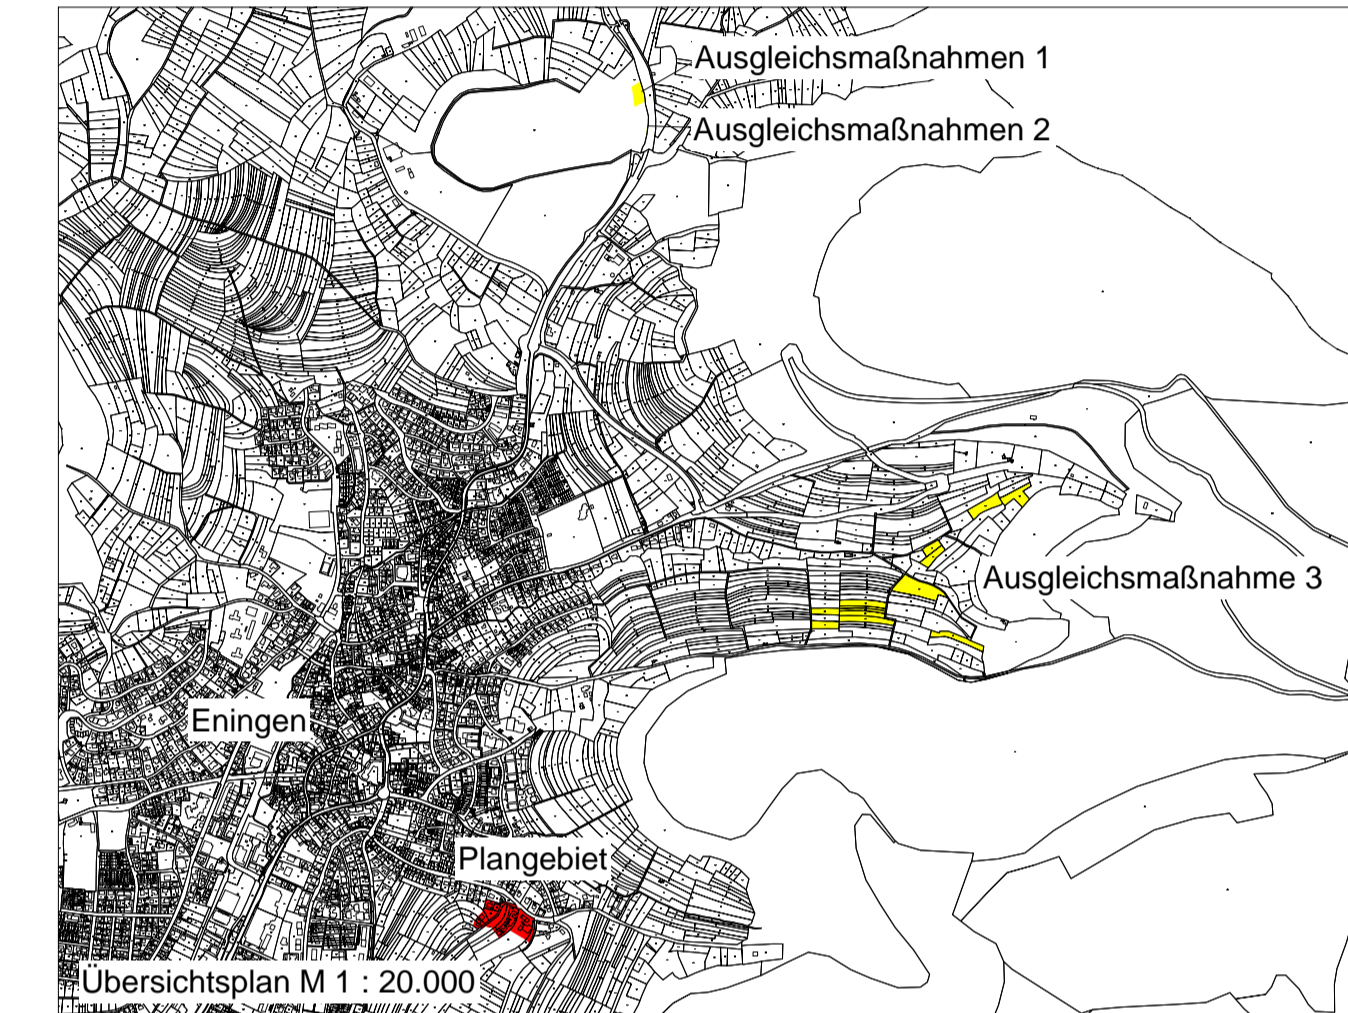 Ausgleichsmaßnahmen 1
Ausgleichsmaßnahmen 2
Ausgleichsmaßnahme 3
Eningen
Plangebiet
Übersichtsplan M 1 : 20.000